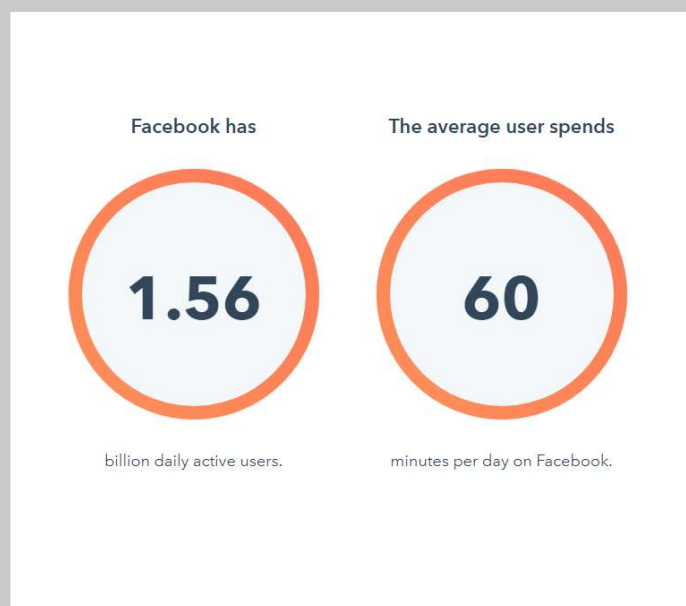 Facebook has
1.56
billion daily active users.
The average user spends
60
minutes per day on Facebook.